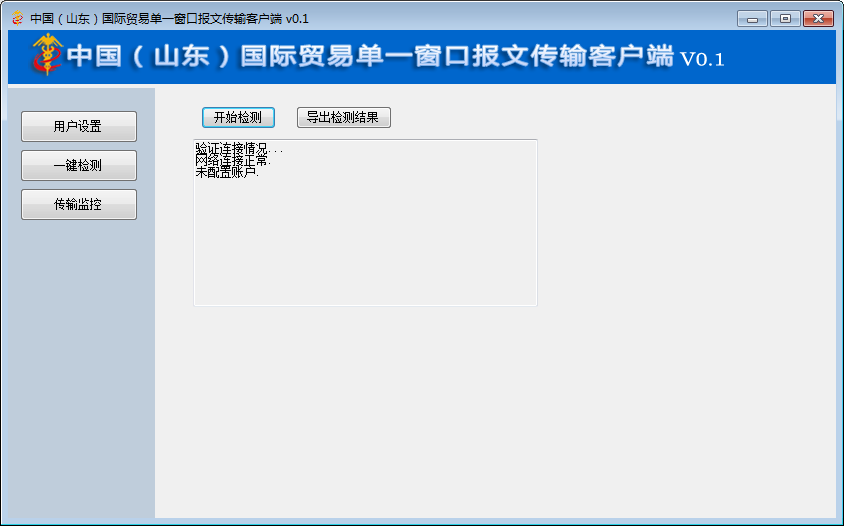 中国（山东）国际贸易单一窗口报文传输客户端 v0.1
中国（山东）国际贸易单一窗口报文传输客户端 V0.1
用户设置
一键检测
传输监控
开始检测
导出检测结果
验证连接情况...
网络连接正常.
未配置账户.